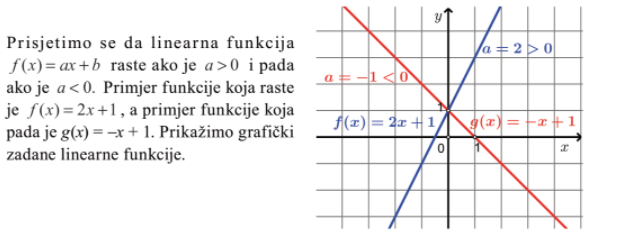 Prisjetimo se da linearna funkcija
f(x) = ax + b raste ako je a > 0 i pada
ako je a < 0. Primjer funkcije koja raste
je f(x) = 2x + 1, a primjer funkcije koja
pada je g(x) = –x + 1. Prikažimo grafički
zadane linearne funkcije.
y
a = 2 > 0
a = −1 < 0
1
f(x) = 2x + 1
g(x) = −x + 1
0
1
x